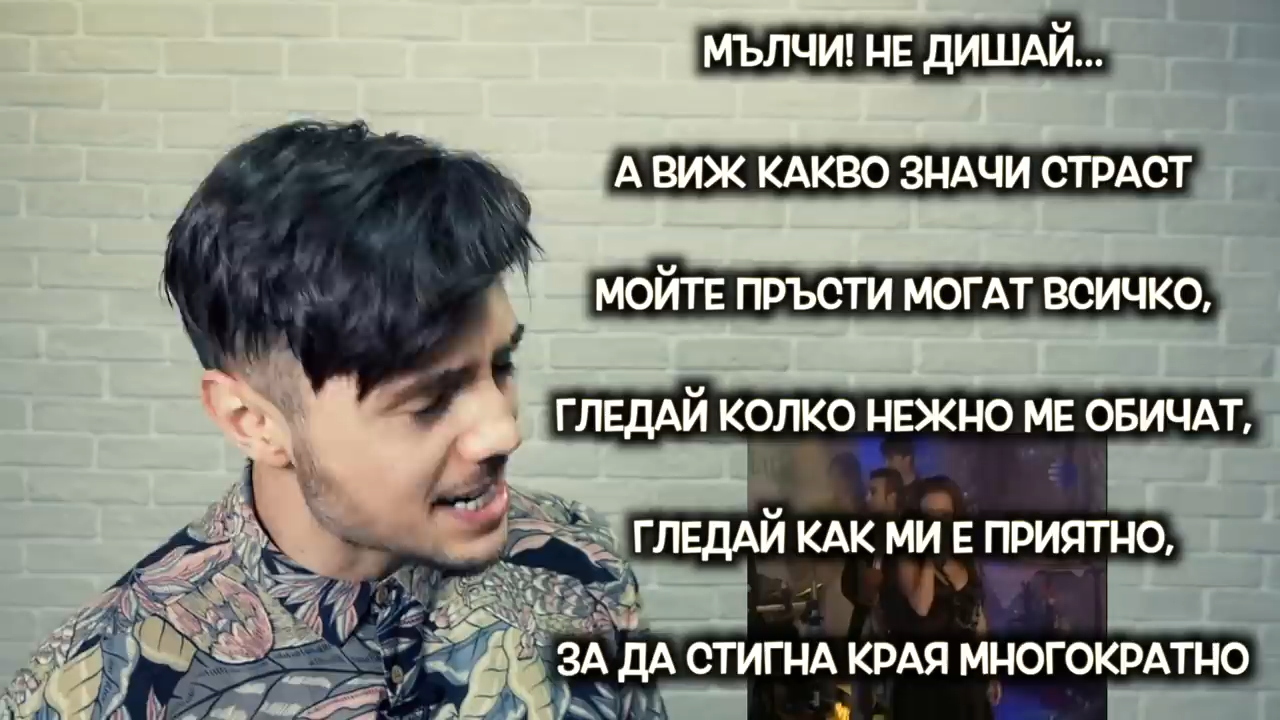 МЪЛЧИ! НЕ ДИШАЙ...
А ВИЖ КАКВО ЗНАЧИ СТРАСТ
МОЙТЕ ПРЪСТИ МОГАТ ВСИЧКО,
ГЛЕДАЙ КОЛКО НЕЖНО МЕ ОБИЧАТ,
ГЛЕДАЙ КАК МИ Е ПРИЯТНО,
ЗА ДА СТИГНА КРАЯ МНОГОКРАТНО